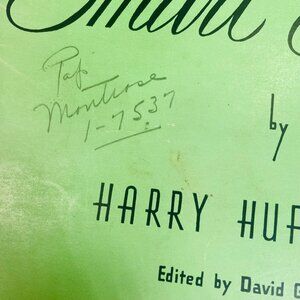 Pat
Montrose
1-7537
by
HARRY HUF
Edited by David G